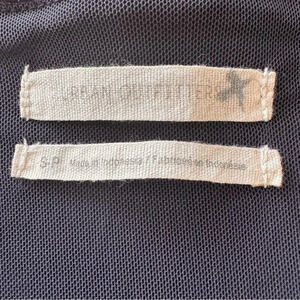 URBAN OUTFITTERS
S-P Made in Indonesia / Fabriqué en Indonésie